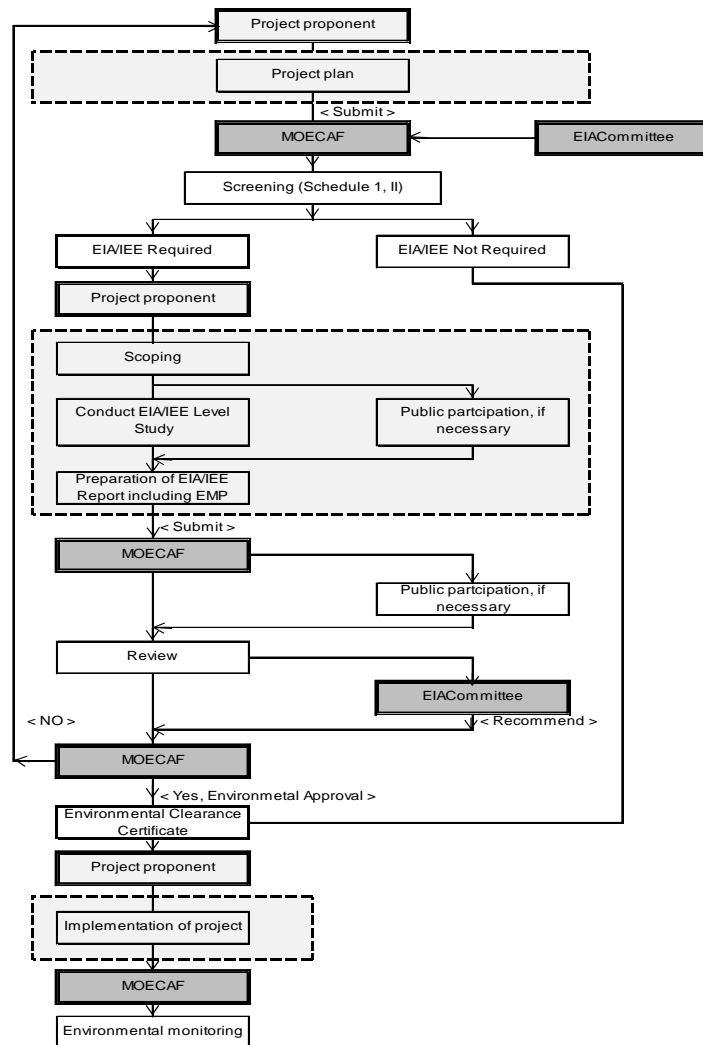 Project proponent
Project plan
< Submit >
MOECAF
EIACommittee
Screening (Schedule 1, II)
EIA/IEE Required
EIA/IEE Not Required
Project proponent
Scoping
Conduct EIA/IEE Level
Study
Public partcipation, if
necessary
Preparation of EIA/IEE
Report including EMP
< Submit >
MOECAF
Public partcipation, if
necessary
Review
EIACommittee
< NO >
< Recommend >
MOECAF
< Yes, Environmetal Approval >
Environmental Clearance
Certificate
Project proponent
Implementation of project
MOECAF
Environmental monitoring